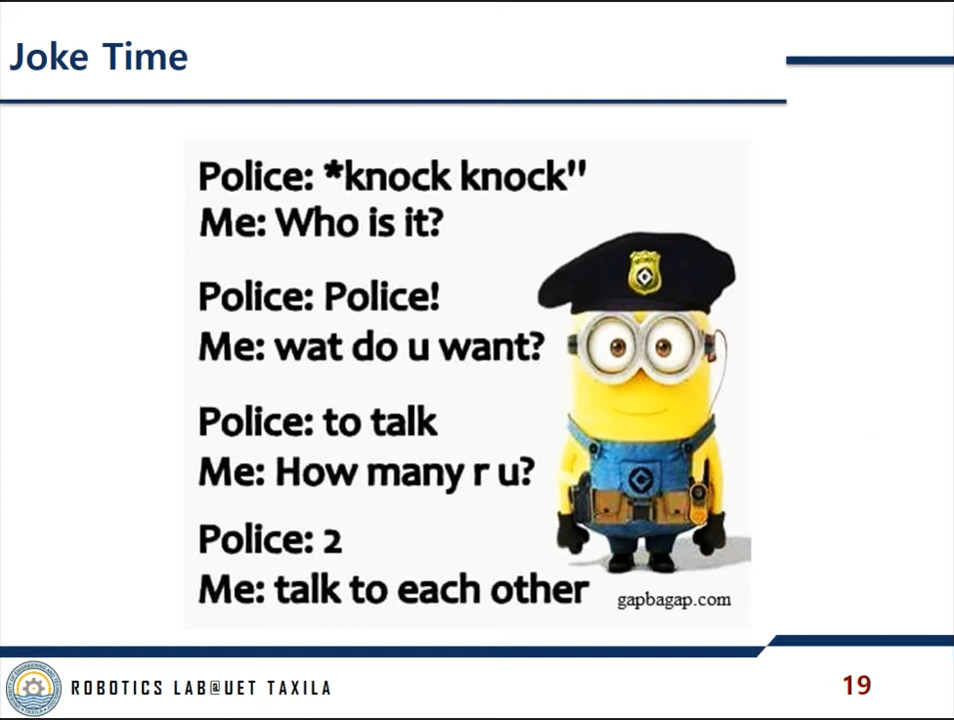 Joke Time
Police: *knock knock"
Me: Who is it?
Police: Police!
Me: wat do u want?
Police: to talk
Me: How many r u?
Police: 2
Me: talk to each other
gapbagap.com
ROBOTICS LAB@UET TAXILA
19